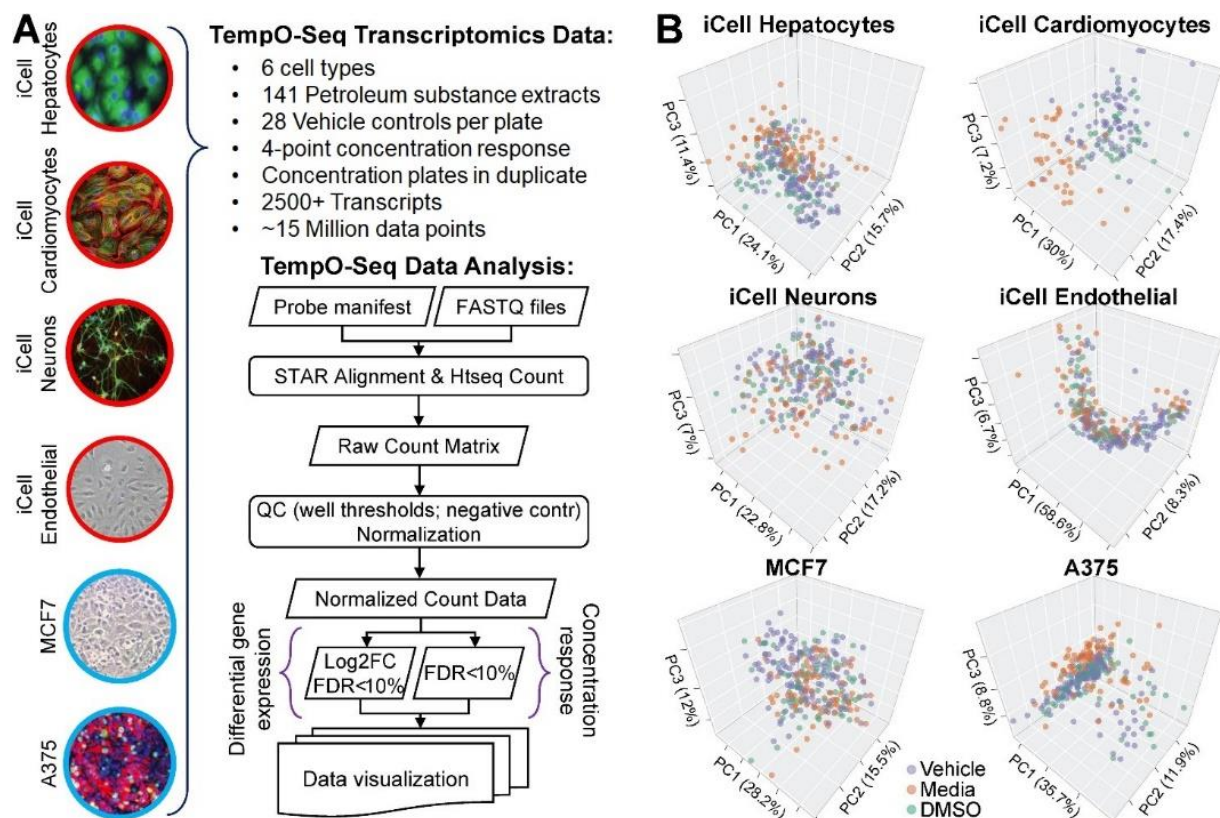 A
iCell
Hepatocytes
iCell
Cardiomyocytes
iCell
Neurons
iCell
Endothelial
MCF7
A375
TempO-Seq Transcriptomics Data:
• 6 cell types
• 141 Petroleum substance extracts
• 28 Vehicle controls per plate
• 4-point concentration response
• Concentration plates in duplicate
• 2500+ Transcripts
• ~15 Million data points
TempO-Seq Data Analysis:
Probe manifest
FASTQ files
STAR Alignment & Htseq Count
Raw Count Matrix
QC (well thresholds; negative contr)
Normalization
Normalized Count Data
Differential gene
expression
Log2FC
FDR<10%
FDR<10%
Concentration
response
Data visualization
B
iCell Hepatocytes
PC3 (11.4%)
PC1 (24.1%)
PC2 (15.7%)
iCell Cardiomyocytes
PC3 (7.2%)
PC1 (30%)
PC2 (17.4%)
iCell Neurons
PC3 (7%)
PC1 (22.8%)
PC2 (17.2%)
iCell Endothelial
PC3 (6.7%)
PC1 (58.6%)
PC2 (8.3%)
MCF7
PC3 (12%)
PC1 (28.2%)
PC2 (15.5%)
A375
PC3 (8.8%)
PC1 (35.7%)
PC2 (11.9%)
Vehicle
Media
DMSO